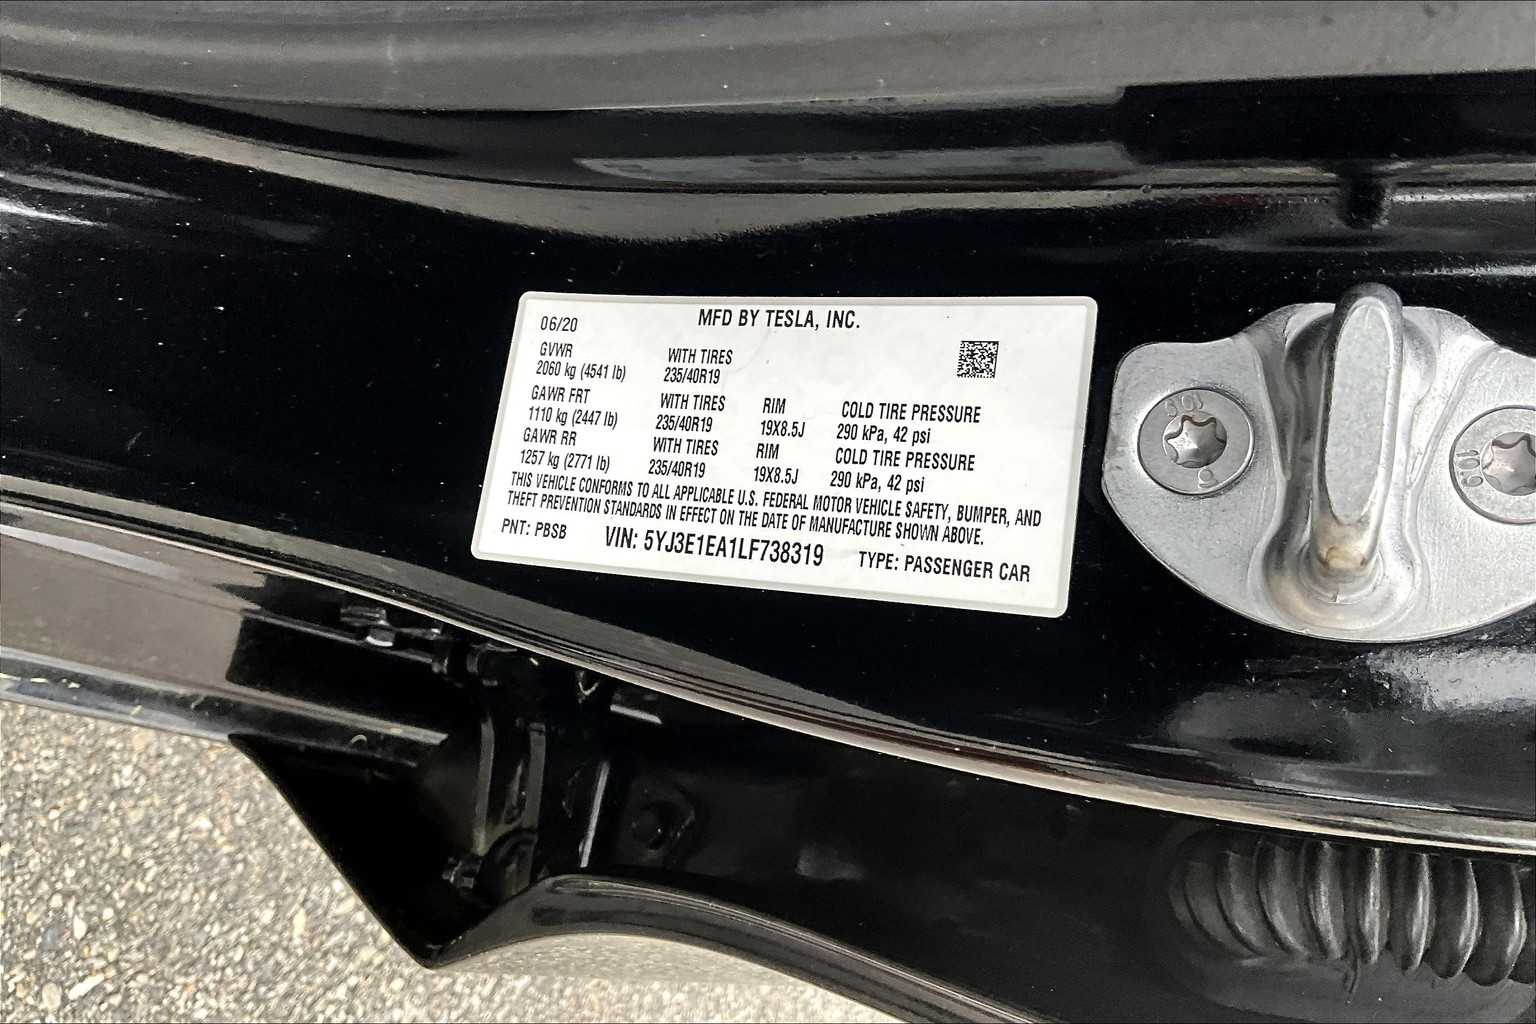 MFD BY TESLA, INC.
06/20
GVWR WITH TIRES
2060 kg (4541 lb) 235/40R19
GAWR FRT WITH TIRES RIM COLD TIRE PRESSURE
1110 kg (2447 lb) 235/40R19 19X8.5J 290 kPa, 42 psi
GAWR RR WITH TIRES RIM COLD TIRE PRESSURE
1257 kg (2771 lb) 235/40R19 19X8.5J 290 kPa, 42 psi
THIS VEHICLE CONFORMS TO ALL APPLICABLE U.S. FEDERAL MOTOR VEHICLE SAFETY, BUMPER, AND
THEFT PREVENTION STANDARDS IN EFFECT ON THE DATE OF MANUFACTURE SHOWN ABOVE.
PNT: PBSB VIN: 5YJ3E1EA1LF738319 TYPE: PASSENGER CAR